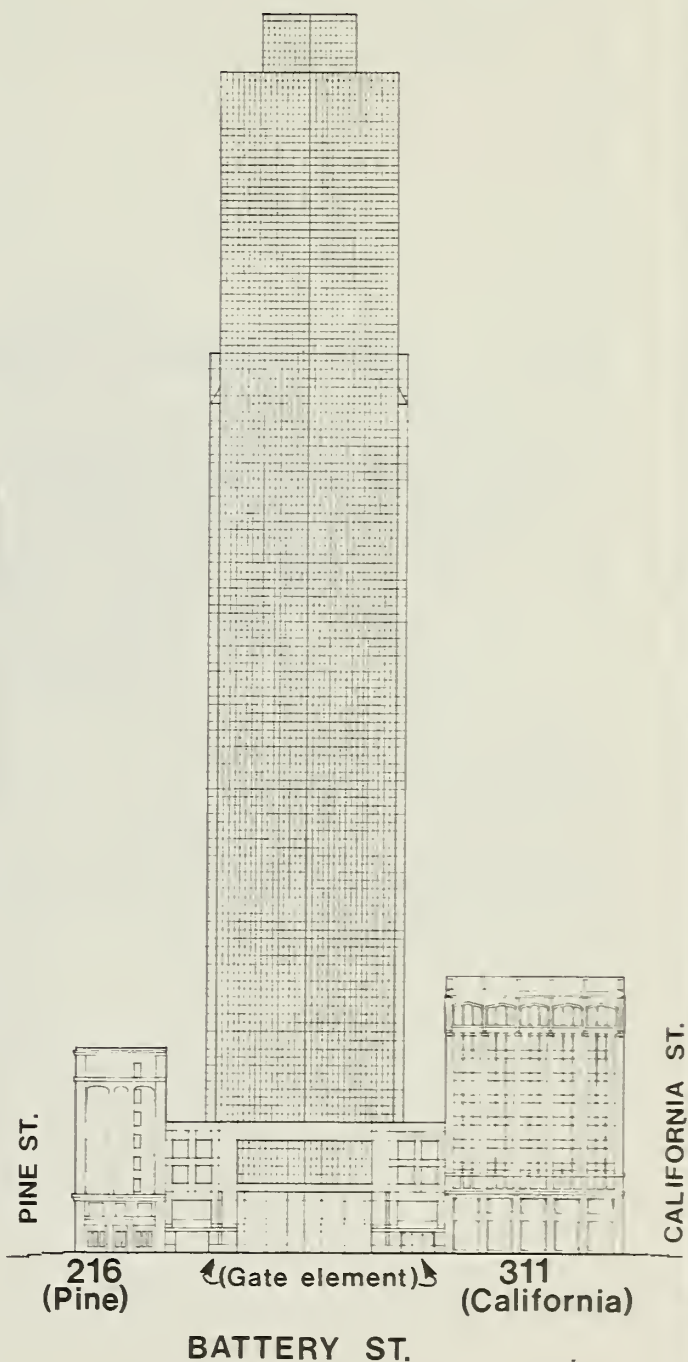 PINE ST.
CALIFORNIA ST.
216
(Pine)
(Gate element)
311
(California)
BATTERY ST.